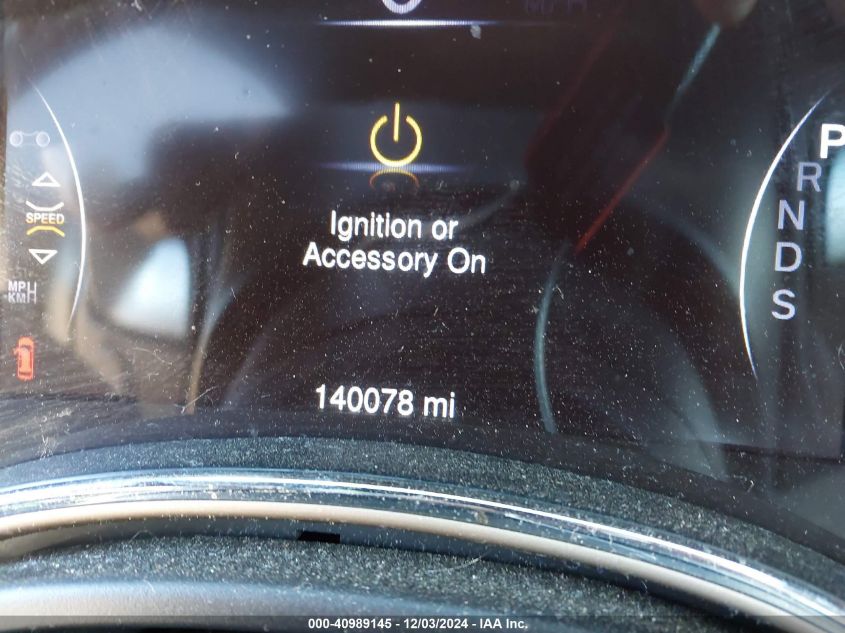 Ignition or
Accessory On
SPEED
MPH
KM
140078 mi
P
R
N
D
S
000-40989145 - 12/03/2024 - IAA Inc.